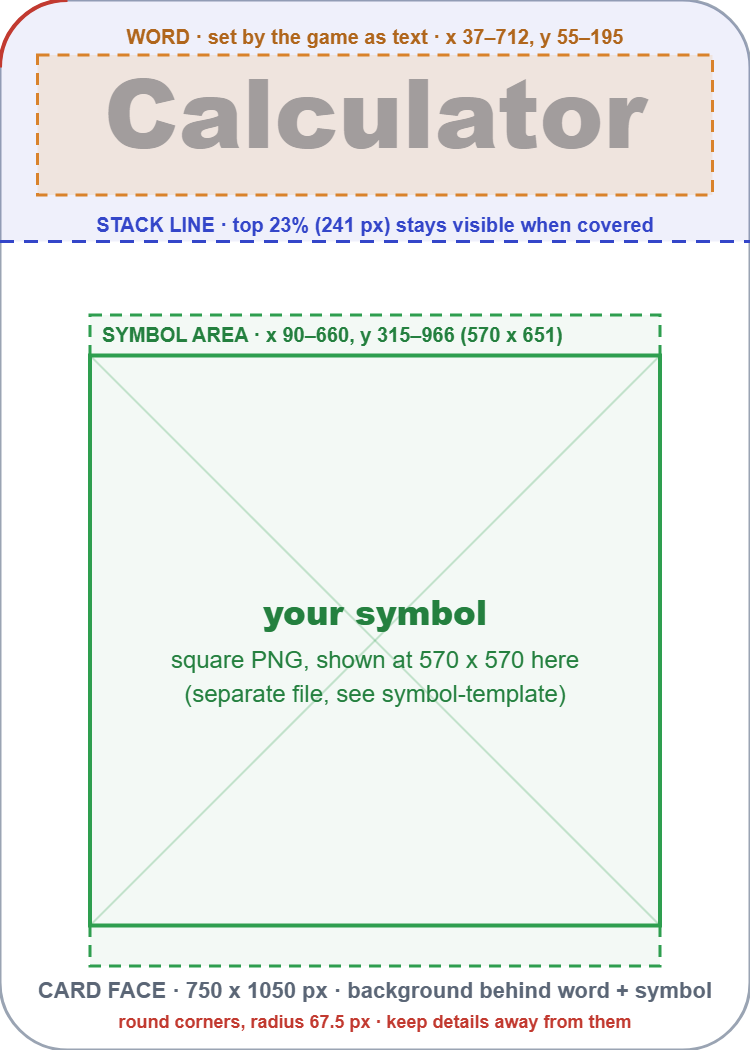 WORD · set by the game as text · x 37–712, y 55–195
Calculator
STACK LINE · top 23% (241 px) stays visible when covered
SYMBOL AREA · x 90–660, y 315–966 (570 x 651)
your symbol
square PNG, shown at 570 x 570 here
(separate file, see symbol-template)
CARD FACE · 750 x 1050 px · background behind word + symbol
round corners, radius 67.5 px · keep details away from them